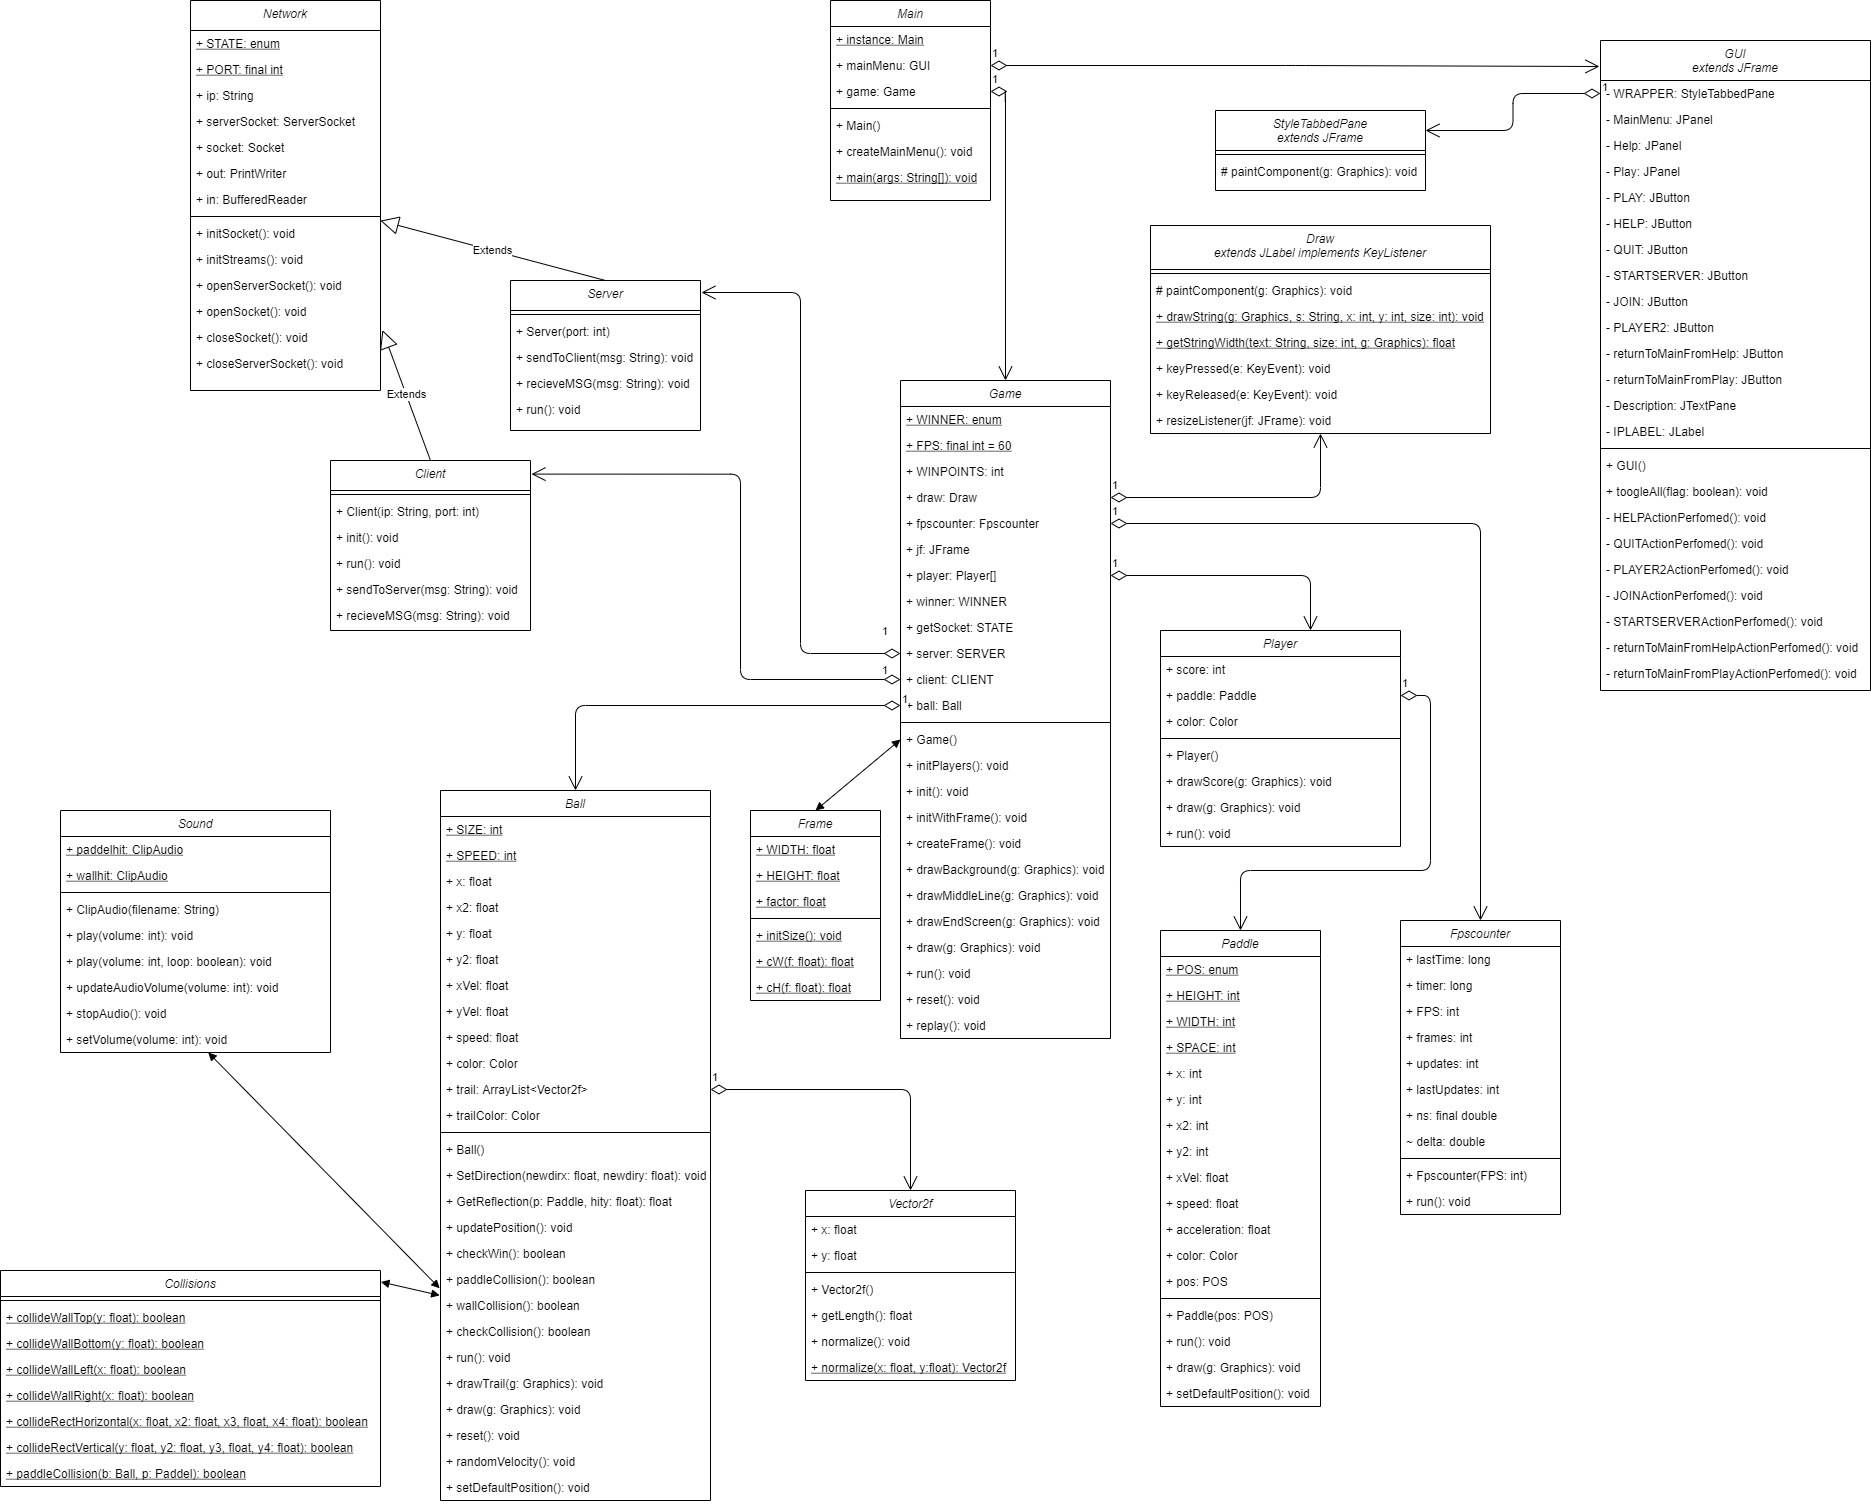 Network
+ STATE: enum
+ PORT: final int
+ ip: String
+ serverSocket: ServerSocket
+ socket: Socket
+ out: PrintWriter
+ in: BufferedReader
+ initSocket(): void
+ initStreams(): void
+ openServerSocket(): void
+ openSocket(): void
+ closeSocket(): void
+ closeServerSocket(): void
Extends
Extends
Server
+ Server(port: int)
+ sendToClient(msg: String): void
+ recieveMSG(msg: String): void
+ run(): void
Client
+ Client(ip: String, port: int)
+ init(): void
+ run(): void
+ sendToServer(msg: String): void
+ recieveMSG(msg: String): void
Main
+ instance: Main
+ mainMenu: GUI
+ game: Game
+ Main()
+ createMainMenu(): void
+ main(args: String[]): void
1
1
GUI
extends JFrame
1
- WRAPPER: StyleTabbedPane
- MainMenu: JPanel
- Help: JPanel
- Play: JPanel
- PLAY: JButton
- HELP: JButton
- QUIT: JButton
- STARTSERVER: JButton
- JOIN: JButton
- PLAYER2: JButton
- returnToMainFromHelp: JButton
- returnToMainFromPlay: JButton
- Description: JTextPane
- IPLABEL: JLabel
+ GUI()
+ toogleAll(flag: boolean): void
- HELPActionPerfomed(): void
- QUITActionPerfomed(): void
- PLAYER2ActionPerfomed(): void
- JOINActionPerfomed(): void
- STARTSERVERActionPerfomed(): void
- returnToMainFromHelpActionPerfomed(): void
- returnToMainFromPlayActionPerfomed(): void
StyleTabbedPane
extends JFrame
# paintComponent(g: Graphics): void
Draw
extends JLabel implements KeyListener
# paintComponent(g: Graphics): void
+ drawString(g: Graphics, s: String, x: int, y: int, size: int): void
+ getStringWidth(text: String, size: int, g: Graphics): float
+ keyPressed(e: KeyEvent): void
+ keyReleased(e: KeyEvent): void
+ resizeListener(jf: JFrame): void
Game
+ WINNER: enum
+ FPS: final int = 60
+ WINPOINTS: int
+ draw: Draw
+ fpscounter: Fpscounter
+ jf: JFrame
+ player: Player[]
+ winner: WINNER
+ getSocket: STATE
+ server: SERVER
+ client: CLIENT
+ ball: Ball
+ Game()
+ initPlayers(): void
+ init(): void
+ initWithFrame(): void
+ createFrame(): void
+ drawBackground(g: Graphics): void
+ drawMiddleLine(g: Graphics): void
+ drawEndScreen(g: Graphics): void
+ draw(g: Graphics): void
+ run(): void
+ reset(): void
+ replay(): void
1
1
1
1
1
1
Player
+ score: int
+ paddle: Paddle
+ color: Color
+ Player()
+ drawScore(g: Graphics): void
+ draw(g: Graphics): void
+ run(): void
1
Sound
+ paddelhit: ClipAudio
+ wallhit: ClipAudio
+ ClipAudio(filename: String)
+ play(volume: int): void
+ play(volume: int, loop: boolean): void
+ updateAudioVolume(volume: int): void
+ stopAudio(): void
+ setVolume(volume: int): void
Ball
+ SIZE: int
+ SPEED: int
+ x: float
+ x2: float
+ y: float
+ y2: float
+ xVel: float
+ yVel: float
+ speed: float
+ color: Color
+ trail: ArrayList<Vector2f>
+ trailColor: Color
+ Ball()
+ SetDirection(newdirx: float, newdiry: float): void
+ GetReflection(p: Paddle, hity: float): float
+ updatePosition(): void
+ checkWin(): boolean
+ paddleCollision(): boolean
+ wallCollision(): boolean
+ checkCollision(): boolean
+ run(): void
+ drawTrail(g: Graphics): void
+ draw(g: Graphics): void
+ reset(): void
+ randomVelocity(): void
+ setDefaultPosition(): void
1
Frame
+ WIDTH: float
+ HEIGHT: float
+ factor: float
+ initSize(): void
+ cW(f: float): float
+ cH(f: float): float
Paddle
+ POS: enum
+ HEIGHT: int
+ WIDTH: int
+ SPACE: int
+ x: int
+ y: int
+ x2: int
+ y2: int
+ xVel: float
+ speed: float
+ acceleration: float
+ color: Color
+ pos: POS
+ Paddle(pos: POS)
+ run(): void
+ draw(g: Graphics): void
+ setDefaultPosition(): void
Fpscounter
+ lastTime: long
+ timer: long
+ FPS: int
+ frames: int
+ updates: int
+ lastUpdates: int
+ ns: final double
~ delta: double
+ Fpscounter(FPS: int)
+ run(): void
Vector2f
+ x: float
+ y: float
+ Vector2f()
+ getLength(): float
+ normalize(): void
+ normalize(x: float, y:float): Vector2f
Collisions
+ collideWallTop(y: float): boolean
+ collideWallBottom(y: float): boolean
+ collideWallLeft(x: float): boolean
+ collideWallRight(x: float): boolean
+ collideRectHorizontal(x: float, x2: float, x3, float, x4: float): boolean
+ collideRectVertical(y: float, y2: float, y3, float, y4: float): boolean
+ paddleCollision(b: Ball, p: Paddel): boolean